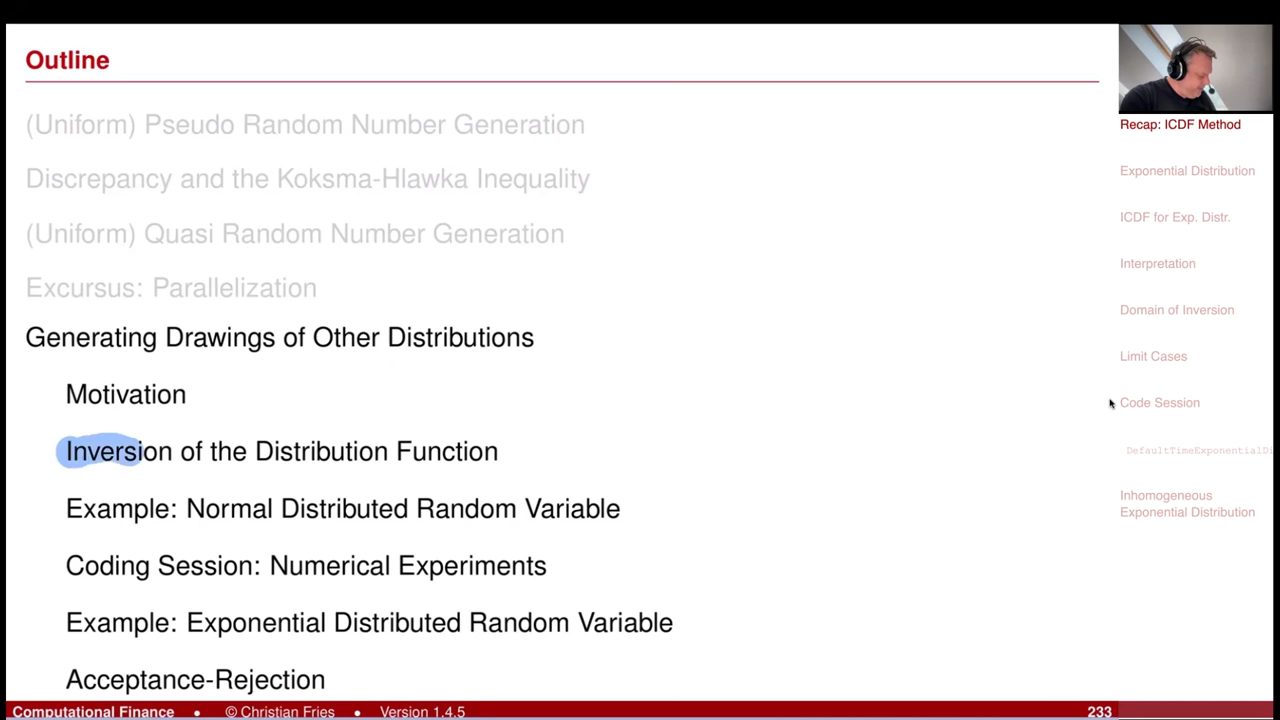 Outline
(Uniform) Pseudo Random Number Generation
Discrepancy and the Koksma-Hlawka Inequality
(Uniform) Quasi Random Number Generation
Excursus: Parallelization
Generating Drawings of Other Distributions
Motivation
Inversion of the Distribution Function
Example: Normal Distributed Random Variable
Coding Session: Numerical Experiments
Example: Exponential Distributed Random Variable
Acceptance-Rejection
Recap: ICDF Method
Exponential Distribution
ICDF for Exp. Distr.
Interpretation
Domain of Inversion
Limit Cases
Code Session
DefaultTimeExponentialDi
Inhomogeneous
Exponential Distribution
Computational Finance • © Christian Fries • Version 1.4.5 233